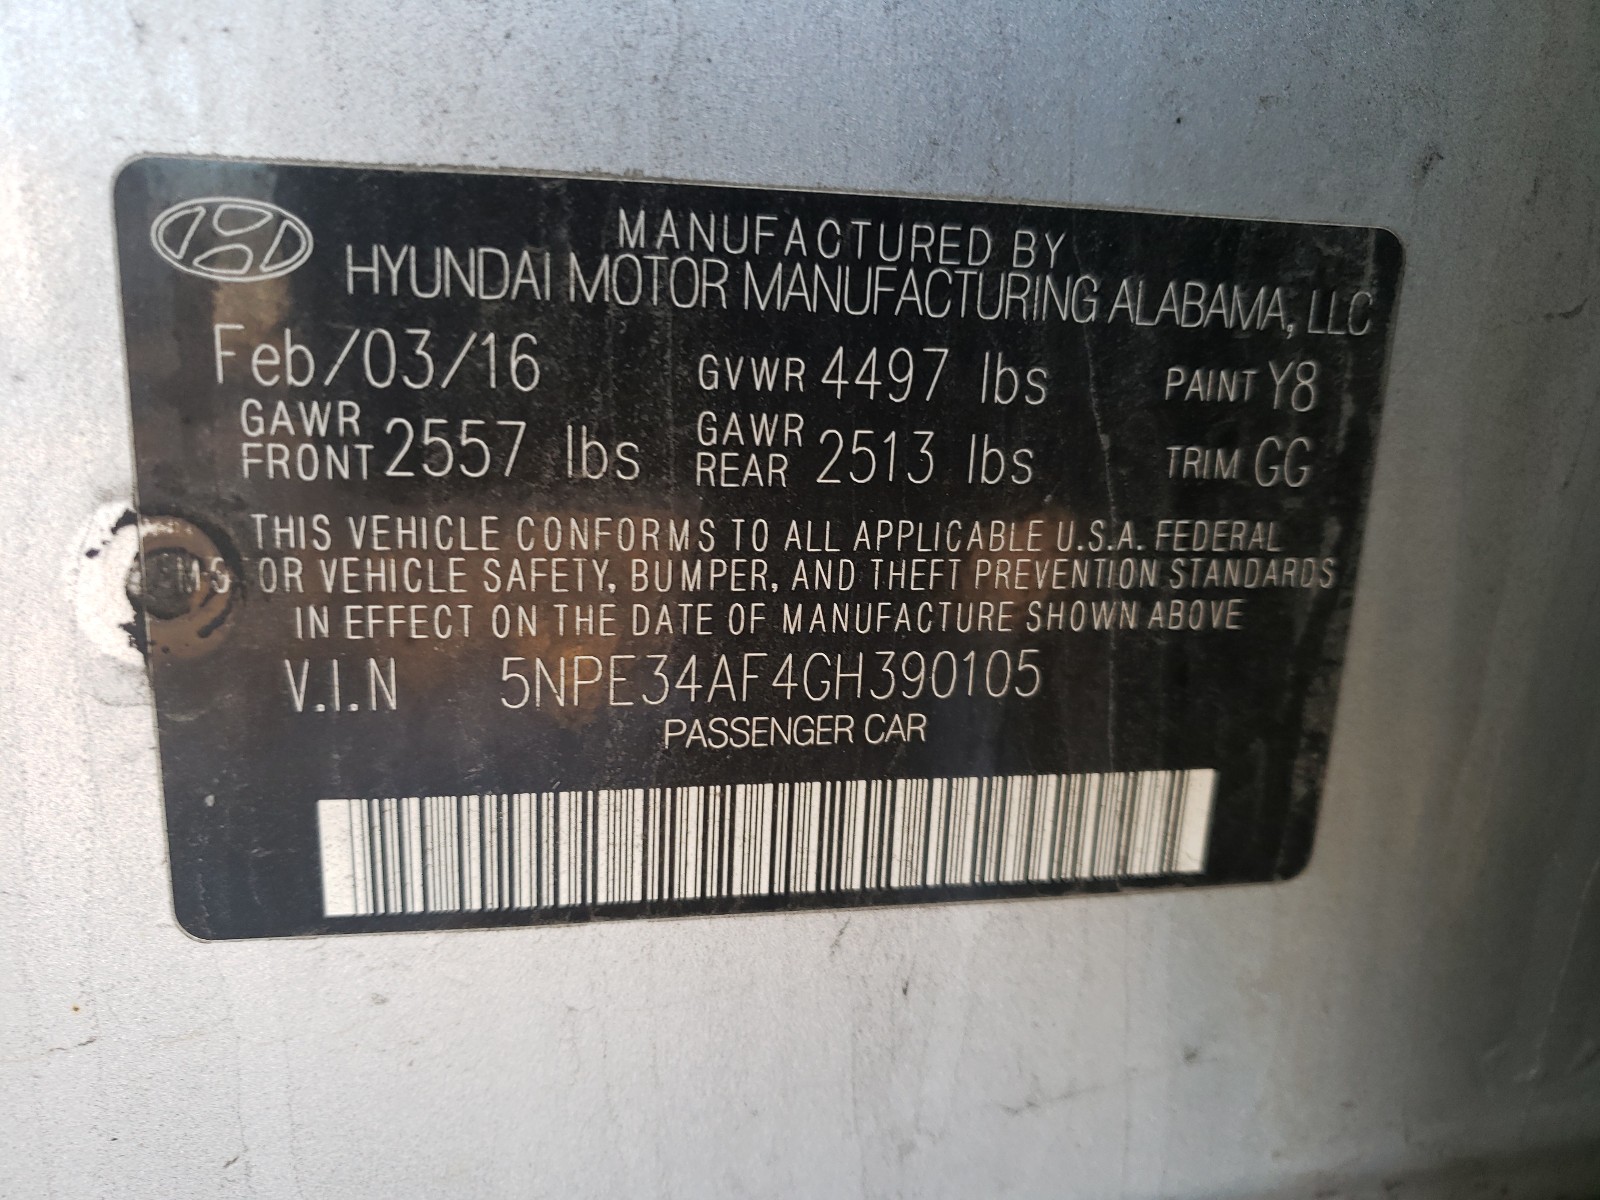 MANUFACTURED BY
HYUNDAI MOTOR MANUFACTURING ALABAMA, LLC
Feb/03/16 GVWR 4497 lbs PAINT Y8
GAWR FRONT 2557 lbs GAWR REAR 2513 lbs TRIM GG
THIS VEHICLE CONFORMS TO ALL APPLICABLE U.S.A. FEDERAL
OR VEHICLE SAFETY, BUMPER, AND THEFT PREVENTION STANDARDS
IN EFFECT ON THE DATE OF MANUFACTURE SHOWN ABOVE
V.I.N 5NPE34AF4GH390105
PASSENGER CAR